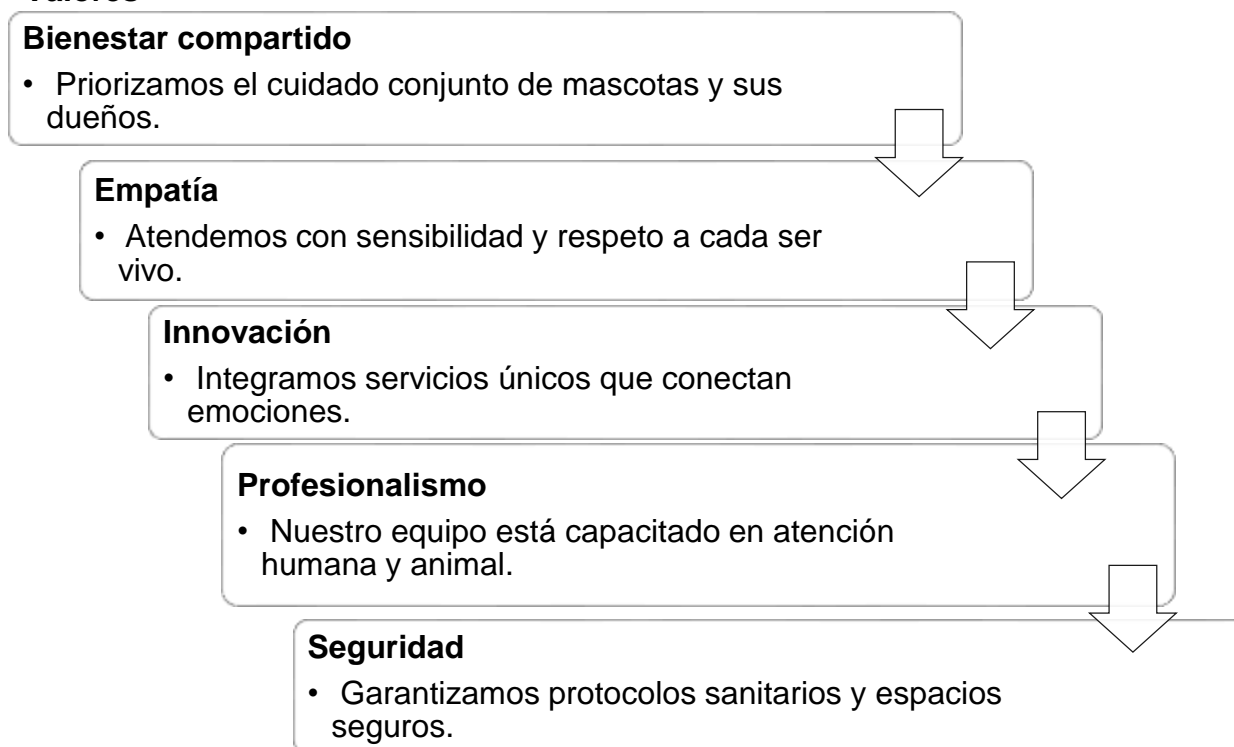 Valores
Bienestar compartido
• Priorizamos el cuidado conjunto de mascotas y sus
dueños.
Empatía
• Atendemos con sensibilidad y respeto a cada ser
vivo.
Innovación
• Integramos servicios únicos que conectan
emociones.
Profesionalismo
• Nuestro equipo está capacitado en atención
humana y animal.
Seguridad
• Garantizamos protocolos sanitarios y espacios
seguros.